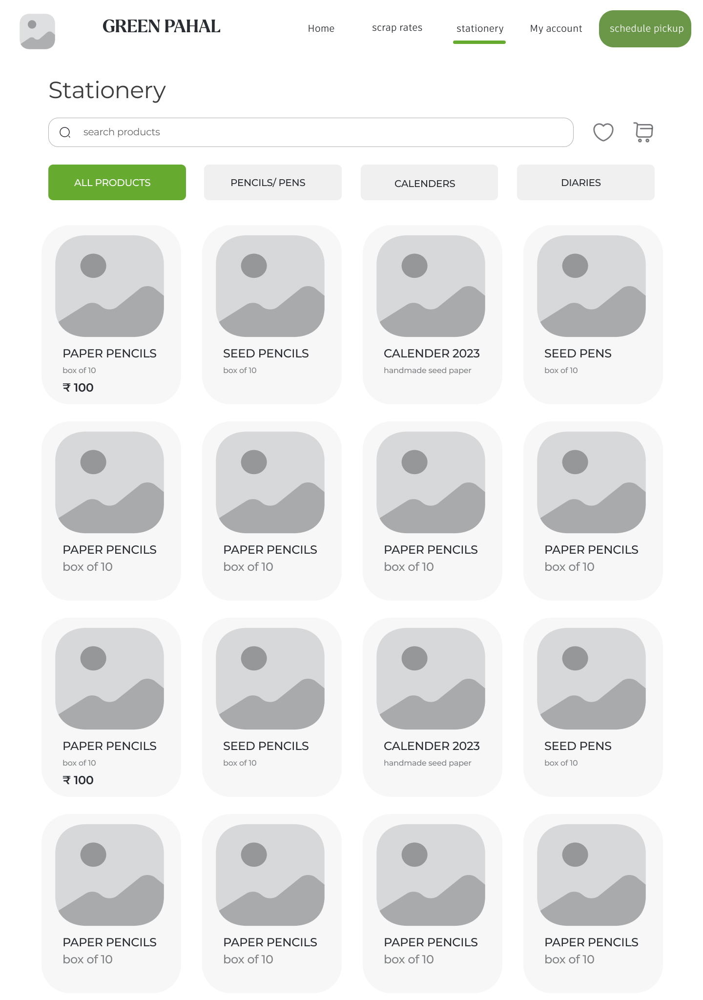 GREEN PAHAL
Home
scrap rates
stationery
My account
schedule pickup
Stationery
search products
ALL PRODUCTS
PENCILS/ PENS
CALENDERS
DIARIES
PAPER PENCILS
box of 10
₹ 100
SEED PENCILS
box of 10
CALENDER 2023
handmade seed paper
SEED PENS
box of 10
PAPER PENCILS
box of 10
PAPER PENCILS
box of 10
PAPER PENCILS
box of 10
PAPER PENCILS
box of 10
PAPER PENCILS
box of 10
₹ 100
SEED PENCILS
box of 10
CALENDER 2023
handmade seed paper
SEED PENS
box of 10
PAPER PENCILS
box of 10
PAPER PENCILS
box of 10
PAPER PENCILS
box of 10
PAPER PENCILS
box of 10